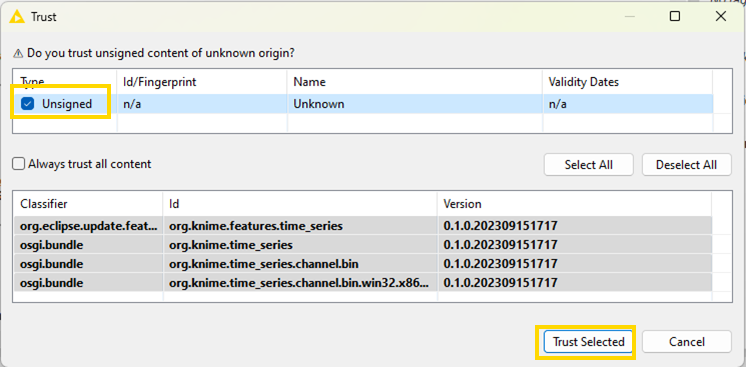 Trust
Do you trust unsigned content of unknown origin?
Type Id/Fingerprint Name Validity Dates
Unsigned n/a Unknown n/a
Always trust all content Select All Deselect All
Classifier Id Version
org.eclipse.update.feat... org.knime.features.time_series 0.1.0.202309151717
osgi.bundle org.knime.time_series 0.1.0.202309151717
osgi.bundle org.knime.time_series.channel.bin 0.1.0.202309151717
osgi.bundle org.knime.time_series.channel.bin.win32.x86... 0.1.0.202309151717
Trust Selected Cancel